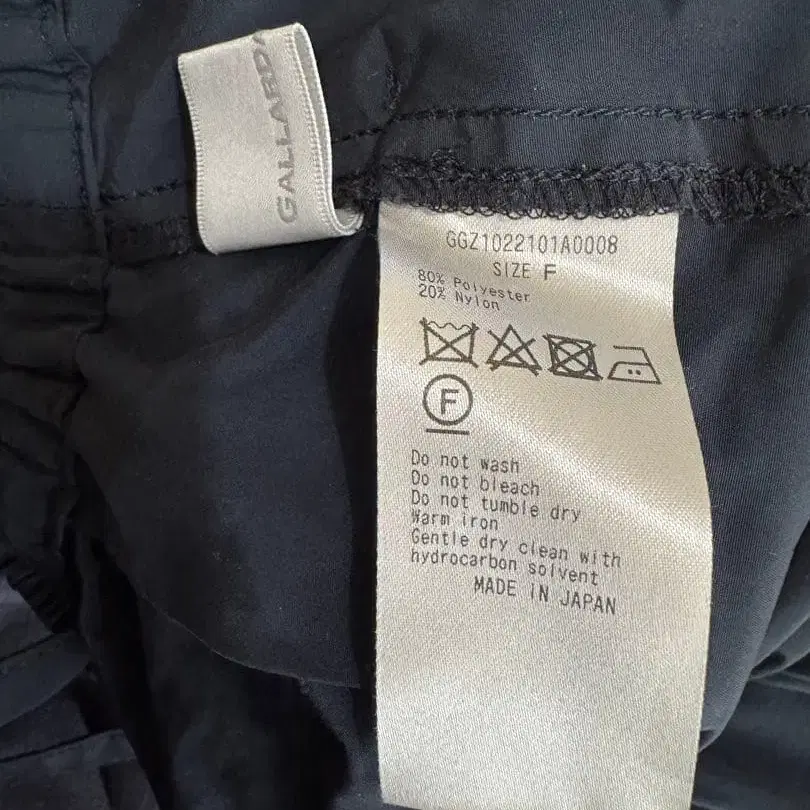 GALLARDA
GGZ1022101A0008
SIZE F
80% Polyester
20% Nylon
F
Do not wash
Do not bleach
Do not tumble dry
Warm iron
Gentle dry clean with
hydrocarbon solvent
MADE IN JAPAN